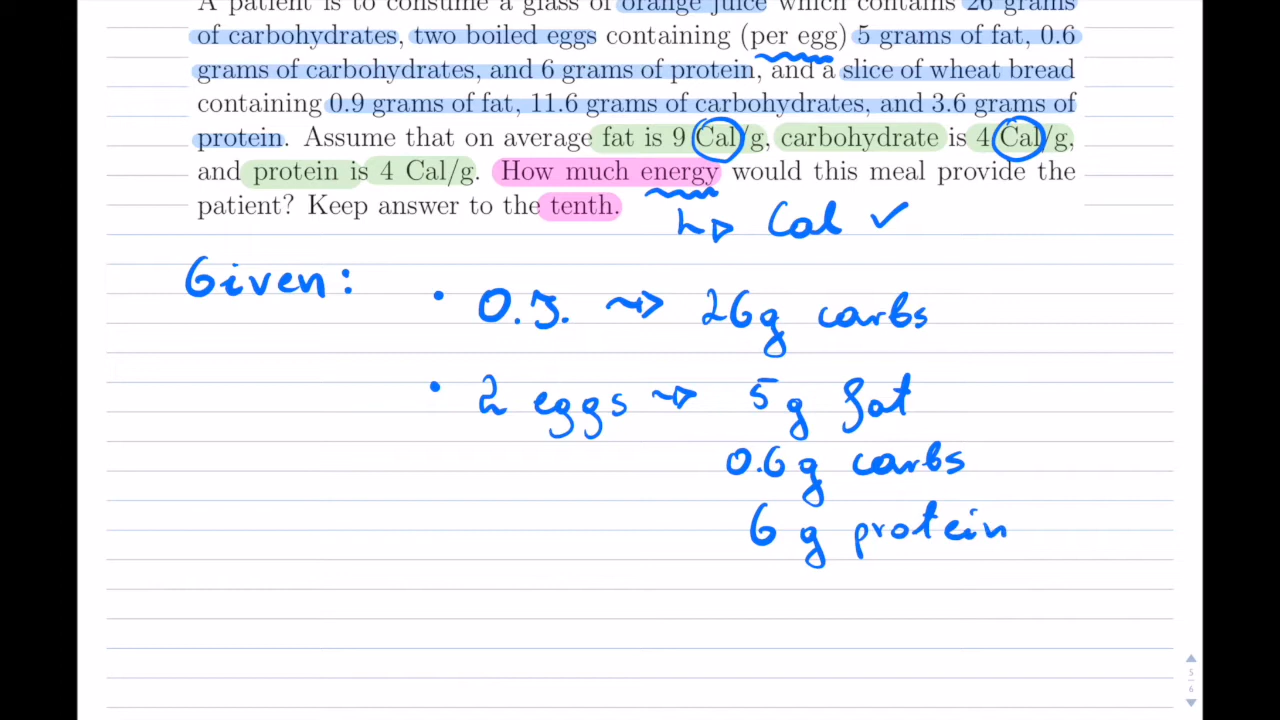 A patient is to consume a glass of orange juice which contains 26 grams
of carbohydrates, two boiled eggs containing (per egg) 5 grams of fat, 0.6
grams of carbohydrates, and 6 grams of protein, and a slice of wheat bread
containing 0.9 grams of fat, 11.6 grams of carbohydrates, and 3.6 grams of
protein. Assume that on average fat is 9 Cal/g, carbohydrate is 4 Cal/g,
and protein is 4 Cal/g. How much energy would this meal provide the
patient? Keep answer to the tenth.
Cal ✓
Given:
• O.J. ⇝ 26g carbs
• 2 eggs ⇝ 5g fat
0.6g carbs
6 g protein
5
6